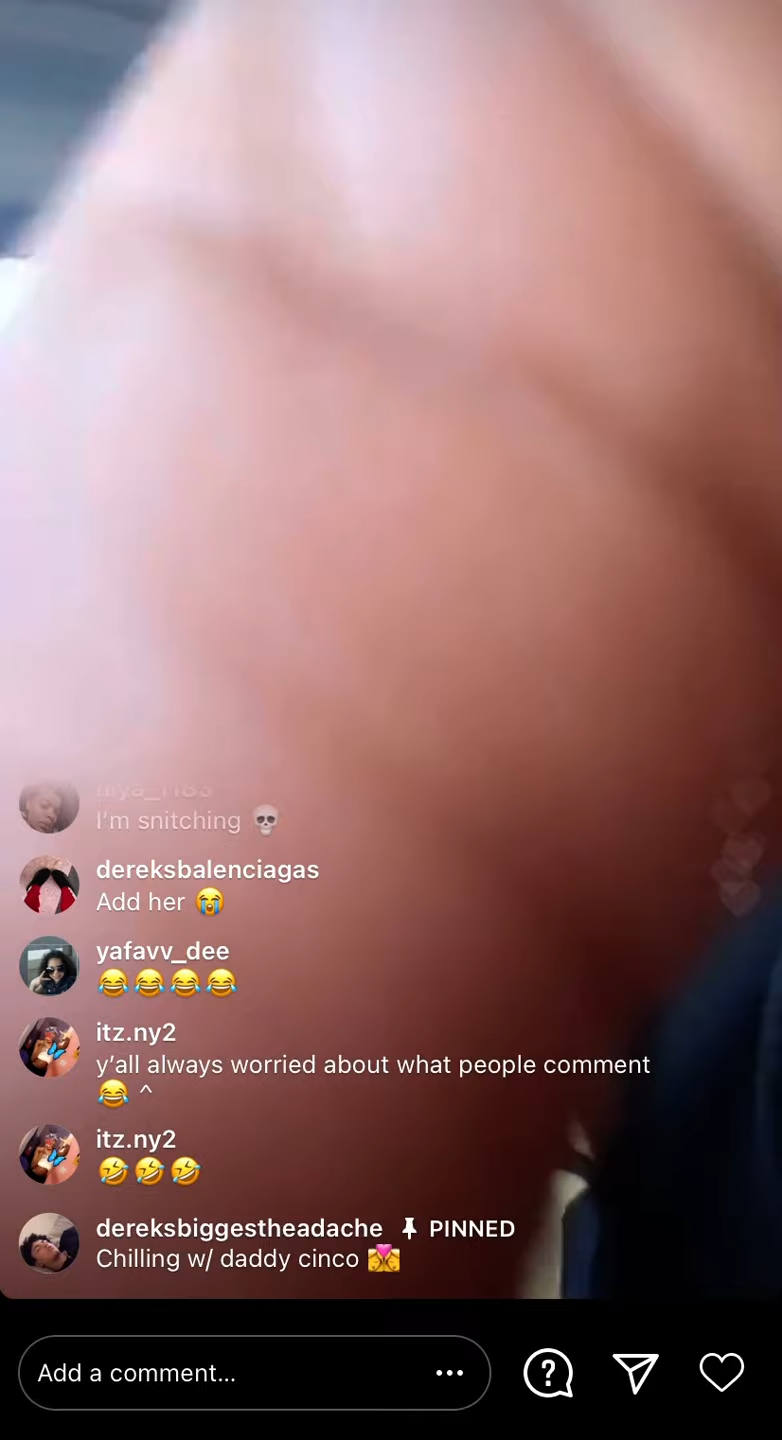 I'm snitching 💀
dereksbalenciagas
Add her 😭
yafavv_dee
😂😂😂😂
itz.ny2
y'all always worried about what people comment
😂 ^
itz.ny2
🤣🤣🤣
dereksbiggestheadache 📌 PINNED
Chilling w/ daddy cinco 💏
Add a comment...